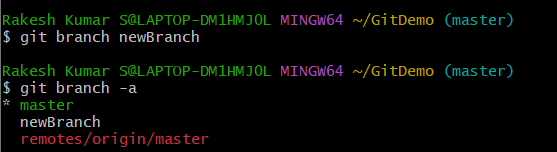 Rakesh Kumar S@LAPTOP-DM1HMJ0L MINGW64 ~/GitDemo (master)
$ git branch newBranch
Rakesh Kumar S@LAPTOP-DM1HMJ0L MINGW64 ~/GitDemo (master)
$ git branch -a
* master
newBranch
remotes/origin/master